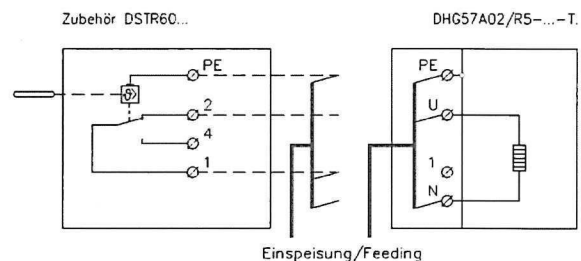 Zubehör DSTR60...
DHG57A02/R5-...-T.
PE
2
4
1
PE
U
1
N
ϑ>
Einspeisung/Feeding